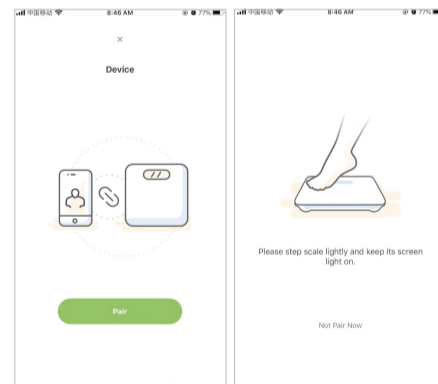 中国移动 8:46 AM 77%
×
Device
Pair
中国移动 8:46 AM 77%
Please step scale lightly and keep its screen
light on.
Not Pair Now